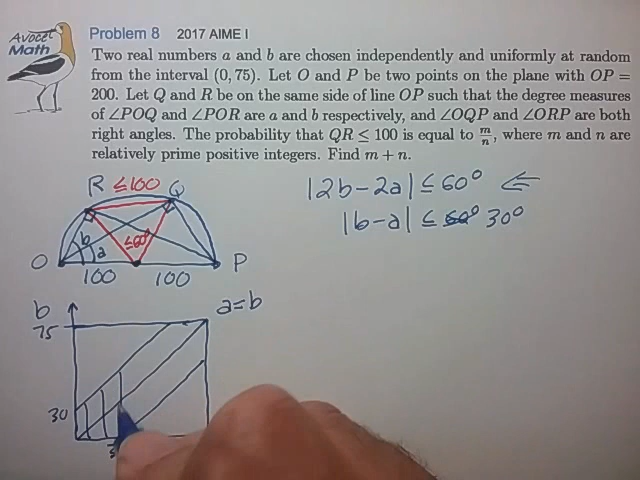 Avocet
Math
Problem 8 2017 AIME I
Two real numbers a and b are chosen independently and uniformly at random
from the interval (0, 75). Let O and P be two points on the plane with OP =
200. Let Q and R be on the same side of line OP such that the degree measures
of ∠POQ and ∠POR are a and b respectively, and ∠OQP and ∠ORP are both
right angles. The probability that QR ≤ 100 is equal to m/n, where m and n are
relatively prime positive integers. Find m + n.
R ≤100 Q
|2b-2a| ≤ 60° ⇐
|b-a| ≤ 30°
b a ≤60°
O P
100 100
b a=b
75
30